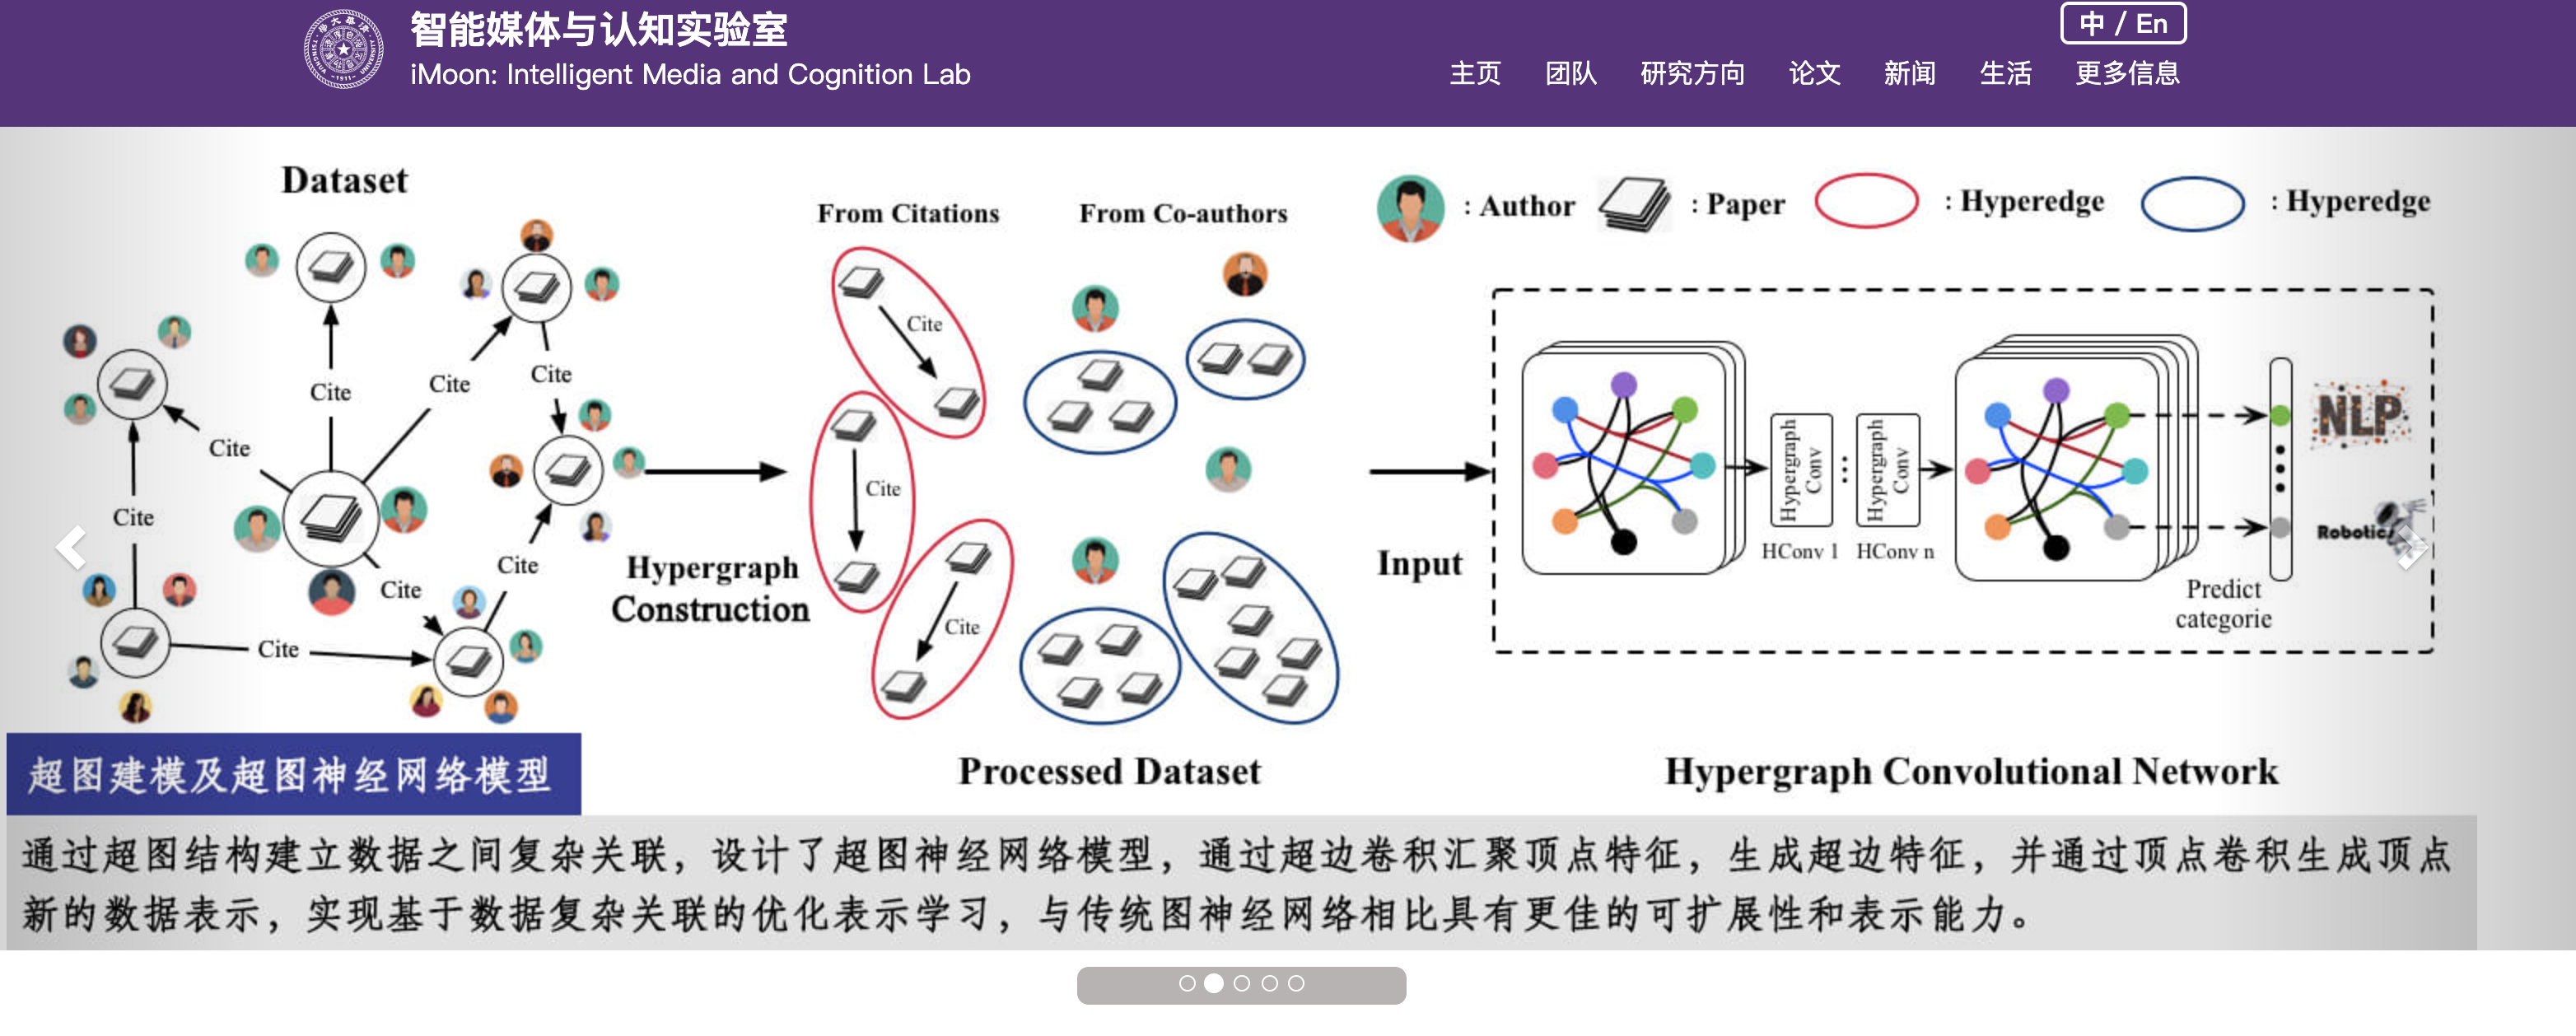 智能媒体与认知实验室
iMoon: Intelligent Media and Cognition Lab
中 / En
主页 团队 研究方向 论文 新闻 生活 更多信息
Dataset
From Citations
From Co-authors
: Author
: Paper
: Hyperedge
: Hyperedge
Cite
Cite
Cite
Cite
Cite
Cite
Cite
Cite
Hypergraph
Construction
Cite
Cite
Cite
Processed Dataset
Input
Hypergraph
Conv
HConv 1
Hypergraph
Conv
HConv n
Predict
categorie
NLP
Robotics
Hypergraph Convolutional Network
超图建模及超图神经网络模型
通过超图结构建立数据之间复杂关联，设计了超图神经网络模型，通过超边卷积汇聚顶点特征，生成超边特征，并通过顶点卷积生成顶点
新的数据表示，实现基于数据复杂关联的优化表示学习，与传统图神经网络相比具有更佳的可扩展性和表示能力。